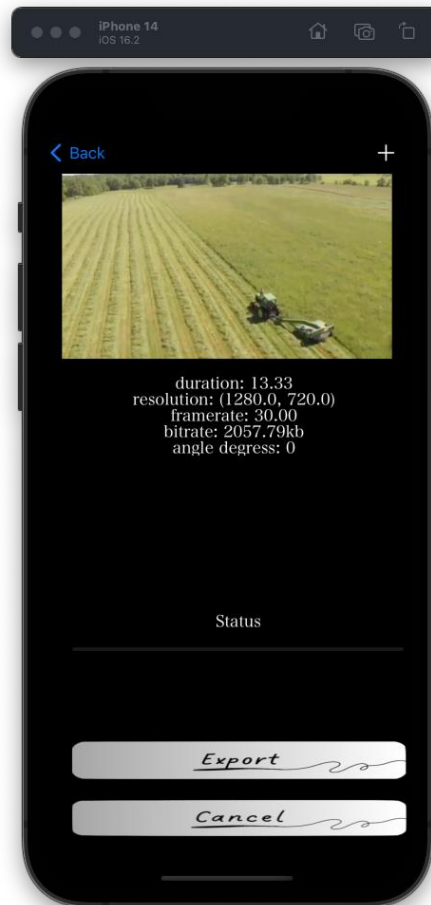 iPhone 14
iOS 16.2
Back
duration: 13.33
resolution: (1280.0, 720.0)
framerate: 30.00
bitrate: 2057.79kb
angle degress: 0
Status
Export
Cancel